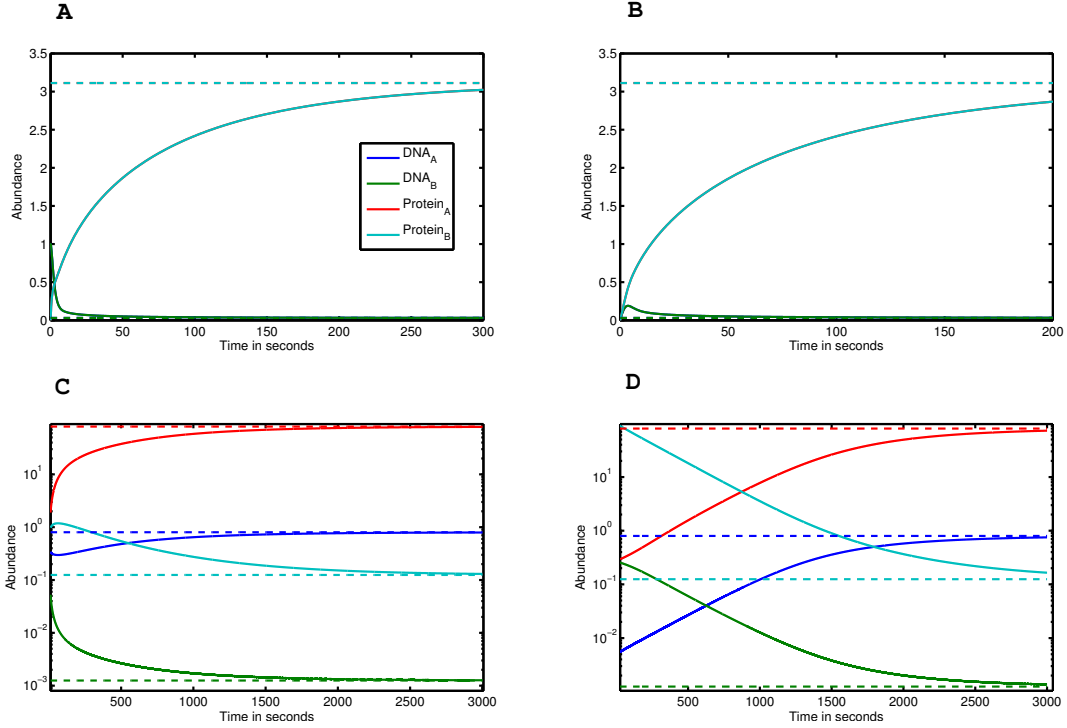 A
B
3.5
3
2.5
2
1.5
1
0.5
0
Abundance
0 50 100 150 200 250 300
Time in seconds
DNA_A
DNA_B
Protein_A
Protein_B
3.5
3
2.5
2
1.5
1
0.5
0
Abundance
0 50 100 150 200
Time in seconds
C
D
10^1
10^0
10^-1
10^-2
10^-3
Abundance
500 1000 1500 2000 2500 3000
Time in seconds
10^1
10^0
10^-1
10^-2
Abundance
500 1000 1500 2000 2500 3000
Time in seconds